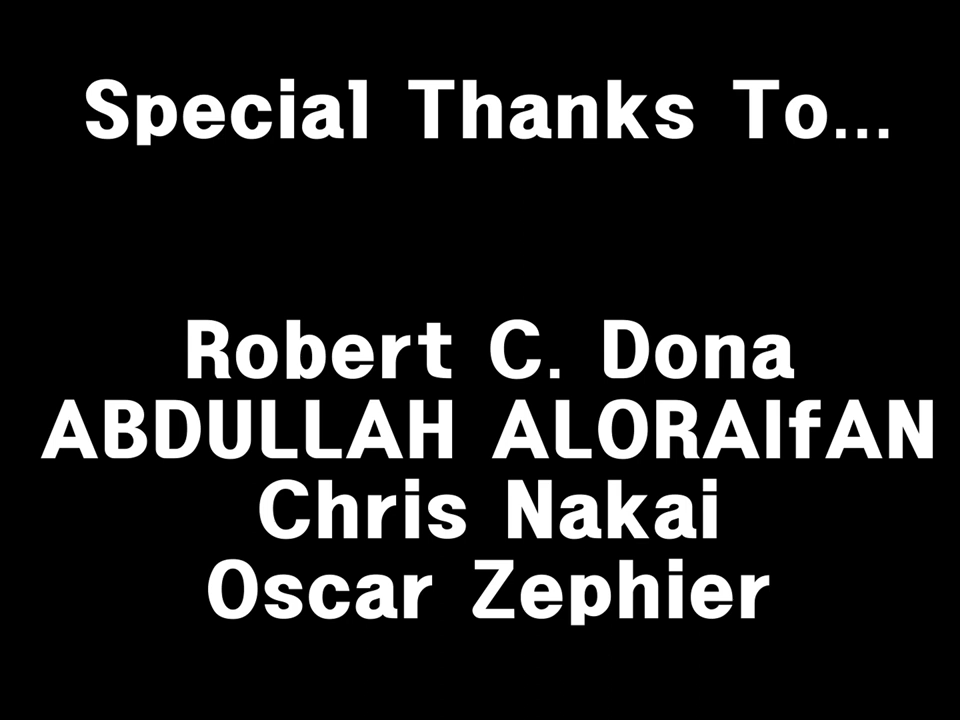 Special Thanks To...
Robert C. Dona
ABDULLAH ALORAIfAN
Chris Nakai
Oscar Zephier